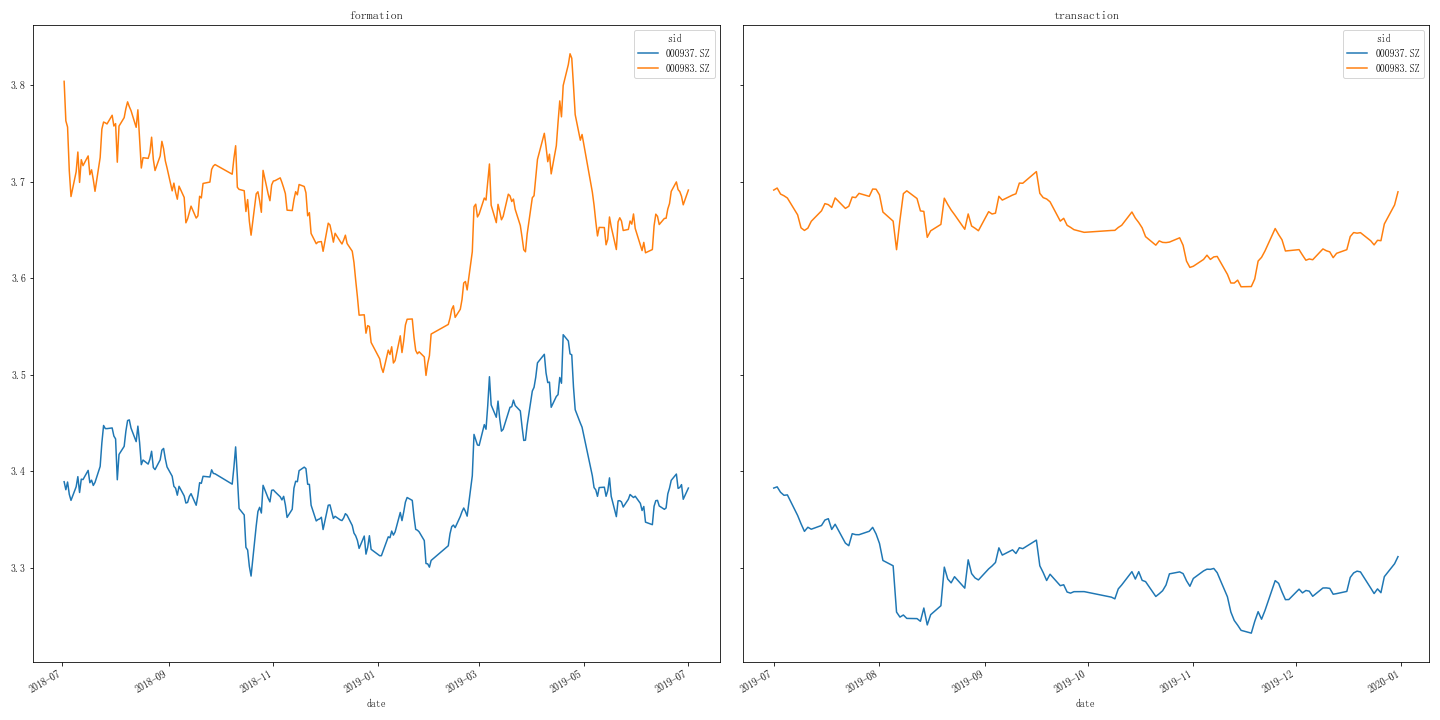 formation
sid
000937.SZ
000983.SZ
3.8
3.7
3.6
3.5
3.4
3.3
2018-07
2018-09
2018-11
2019-01
2019-03
2019-05
2019-07
date
transaction
sid
000937.SZ
000983.SZ
2019-07
2019-08
2019-09
2019-10
2019-11
2019-12
2020-01
date